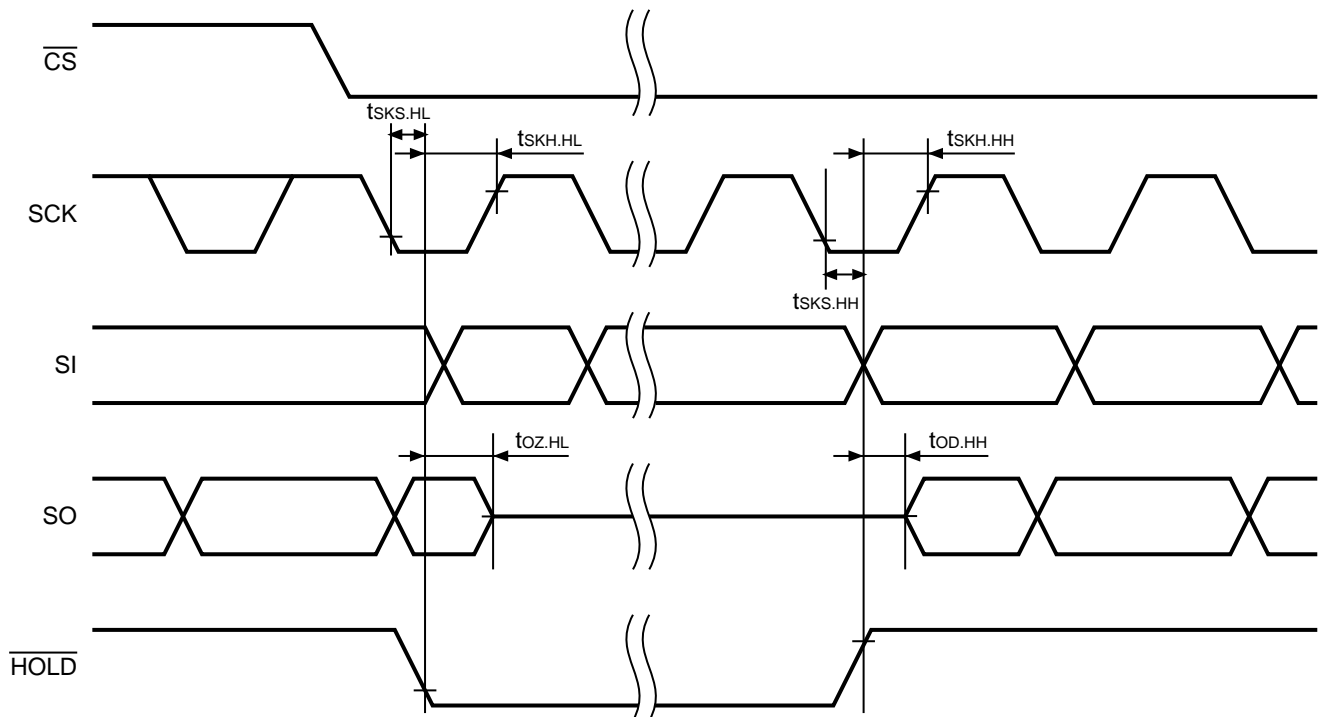 CS
tSKS.HL
tSKH.HL
tSKH.HH
SCK
tSKS.HH
SI
tOZ.HL
tOD.HH
SO
HOLD